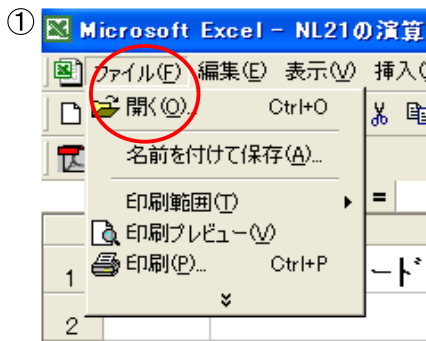 ①
Microsoft Excel - NL21の演算
ファイル(F) 編集(E) 表示(V) 挿入(
開く(O)... Ctrl+O
名前を付けて保存(A)...
印刷範囲(T)
=
印刷プレビュー(V)
印刷(P)... Ctrl+P
1 ード
2